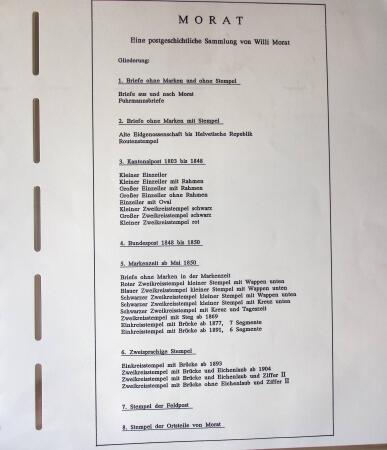 MORAT
Eine postgeschichtliche Sammlung von Willi Morat
Gliederung:
1. Briefe ohne Marken und ohne Stempel
Briefe aus und nach Morat
Fuhrmannsbriefe
2. Briefe ohne Marken mit Stempel
Alte Eidgenossenschaft bis Helvetische Republik
Routenstempel
3. Kantonalpost 1803 bis 1848
Kleiner Einzeiler
Kleiner Einzeiler mit Rahmen
Großer Einzeiler mit Rahmen
Großer Einzeiler ohne Rahmen
Einzeiler mit Oval
Kleiner Zweikreisstempel schwarz
Großer Zweikreisstempel schwarz
Kleiner Zweikreisstempel rot
4. Bundespost 1848 bis 1850
5. Markenzeit ab Mai 1850
Briefe ohne Marken in der Markenzeit
Roter Zweikreisstempel kleiner Stempel mit Wappen unten
Blauer Zweikreisstempel kleiner Stempel mit Wappen unten
Schwarzer Zweikreisstempel kleiner Stempel mit Wappen unten
Schwarzer Zweikreisstempel kleiner Stempel mit Kreuz unten
Schwarzer Zweikreisstempel mit Kreuz und Tageszeit
Zweikreisstempel mit Steg ab 1869
Einkreisstempel mit Brücke ab 1877, 7 Segmente
Einkreisstempel mit Brücke ab 1891, 6 Segmente
6. Zweisprachige Stempel
Einkreisstempel mit Brücke ab 1893
Zweikreisstempel mit Brücke und Eichenlaub ab 1904
Zweikreisstempel mit Brücke und Eichenlaub und Ziffer II
Zweikreisstempel mit Brücke ohne Eichenlaub und Ziffer II
7. Stempel der Feldpost
8. Stempel der Ortsteile von Morat